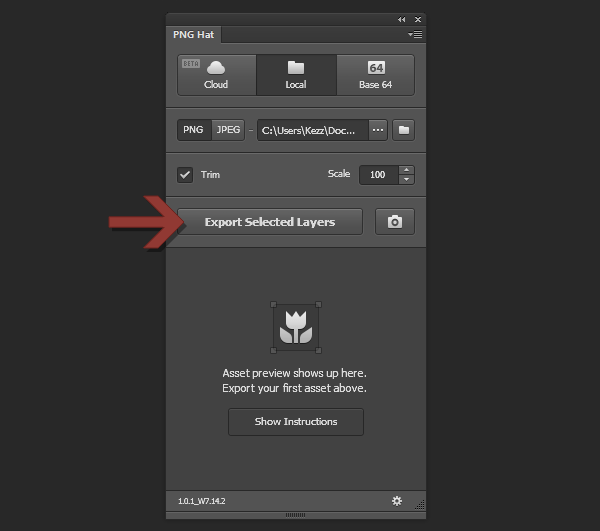 PNG Hat
BETA
Cloud
Local
64
Base 64
PNG JPEG - C:\Users\Kezz\Doc... ...
Trim
Scale 100
Export Selected Layers
Asset preview shows up here.
Export your first asset above.
Show Instructions
1.0.1_W7.14.2